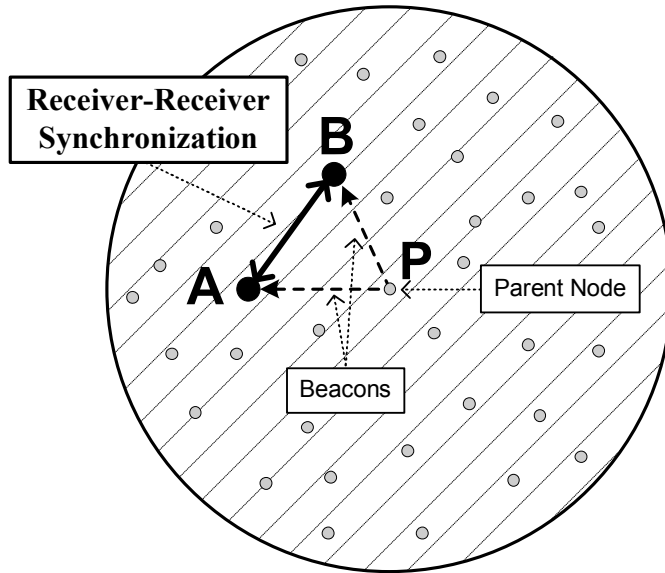 Receiver-Receiver
Synchronization
B
P
A
Parent Node
Beacons